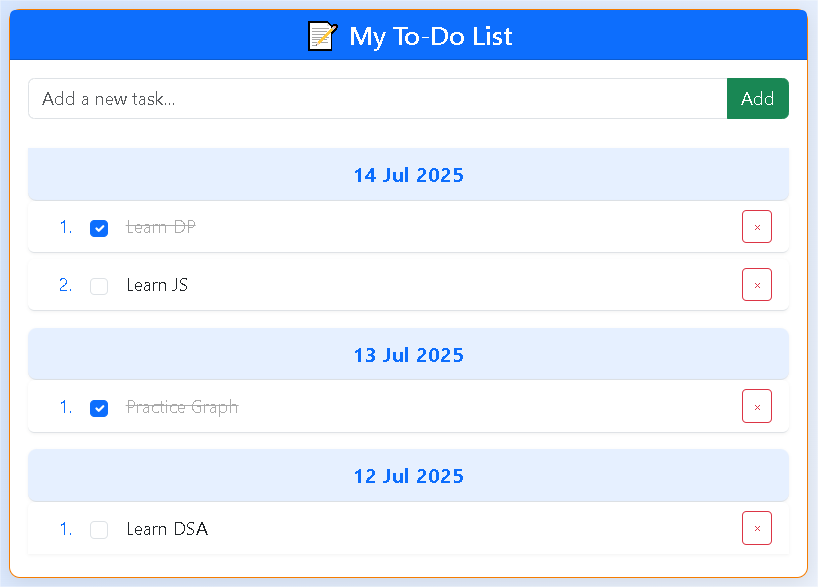 My To-Do List
Add a new task...
Add
14 Jul 2025
1. Learn DP
×
2. Learn JS
×
13 Jul 2025
1. Practice Graph
×
12 Jul 2025
1. Learn DSA
×